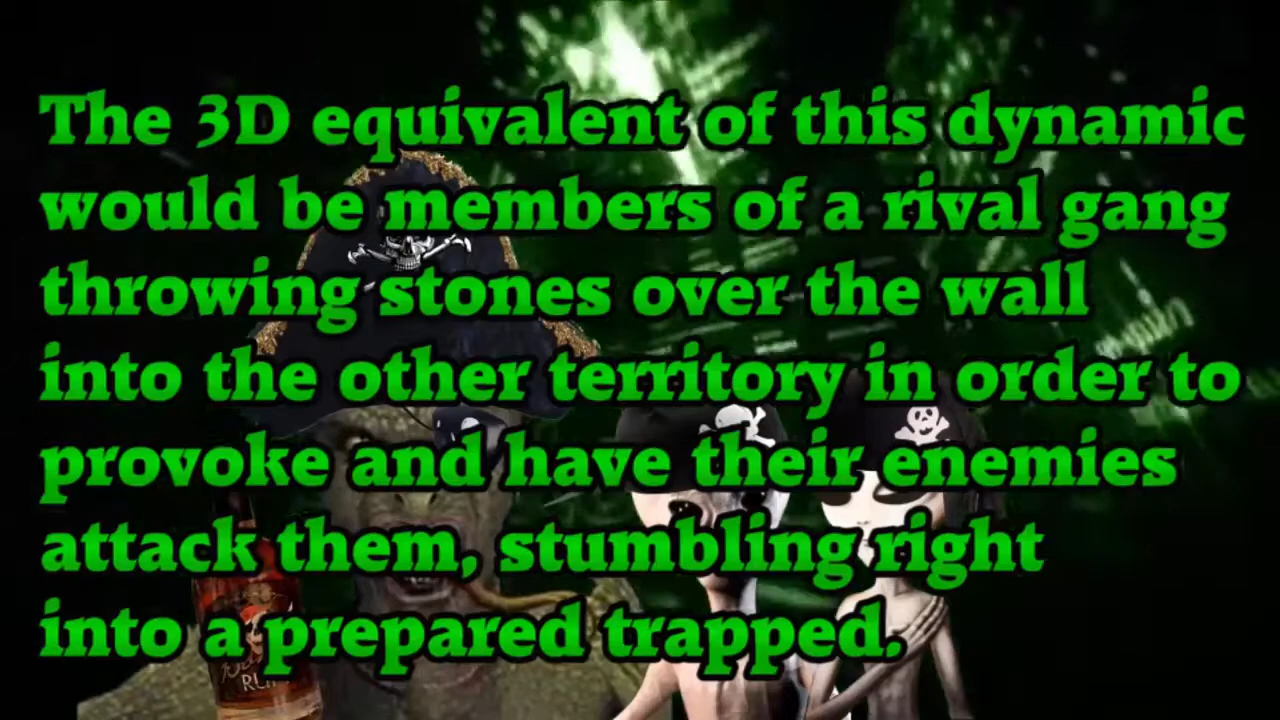 The 3D equivalent of this dynamic
would be members of a rival gang
throwing stones over the wall
into the other territory in order to
provoke and have their enemies
attack them, stumbling right
into a prepared trapped.
RUM